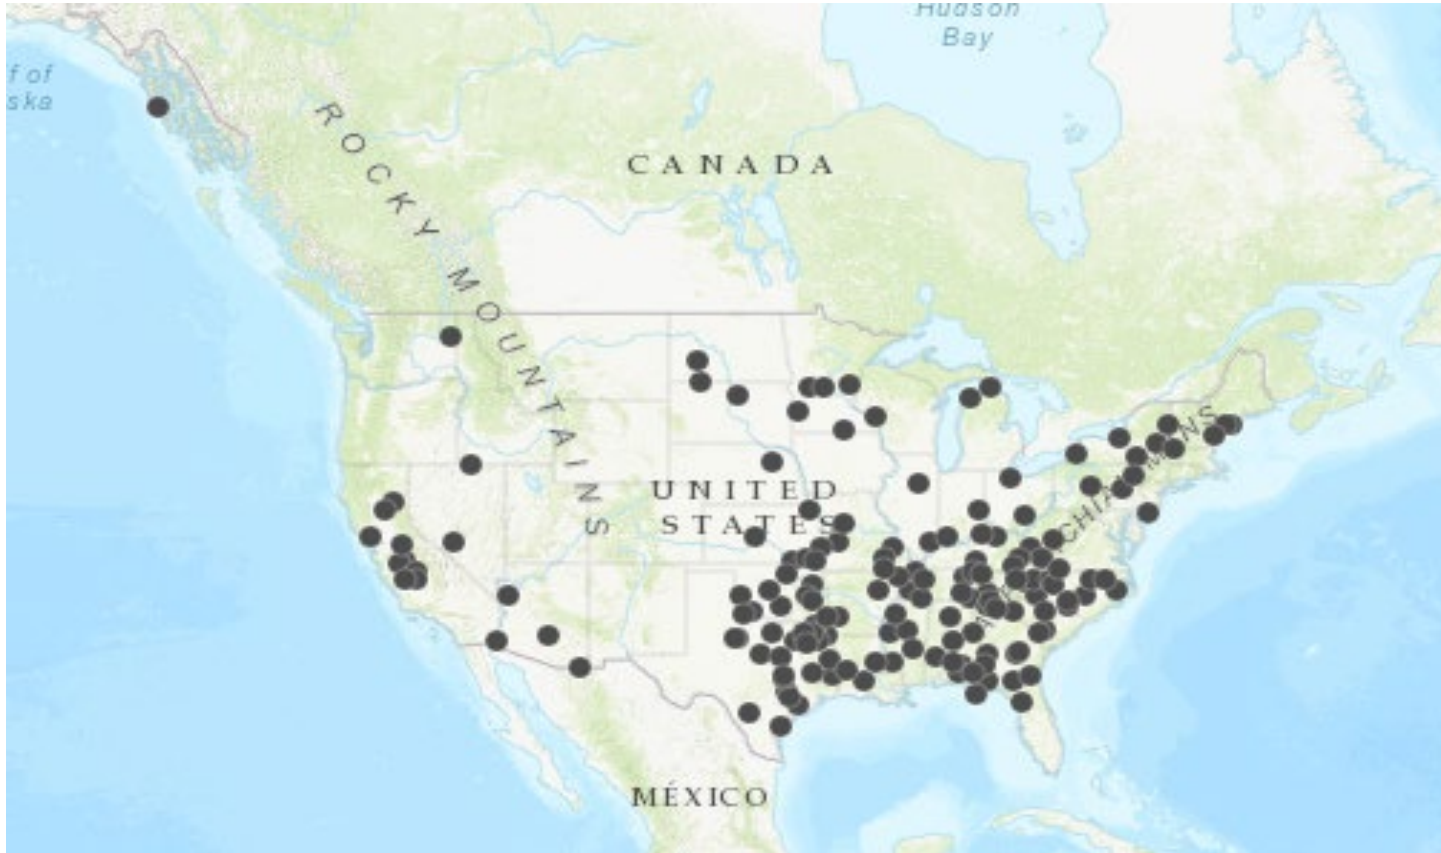 Hudson
Bay
f of
ska
ROCKY MOUNTAINS
CANADA
UNITED
STATES
MÉXICO